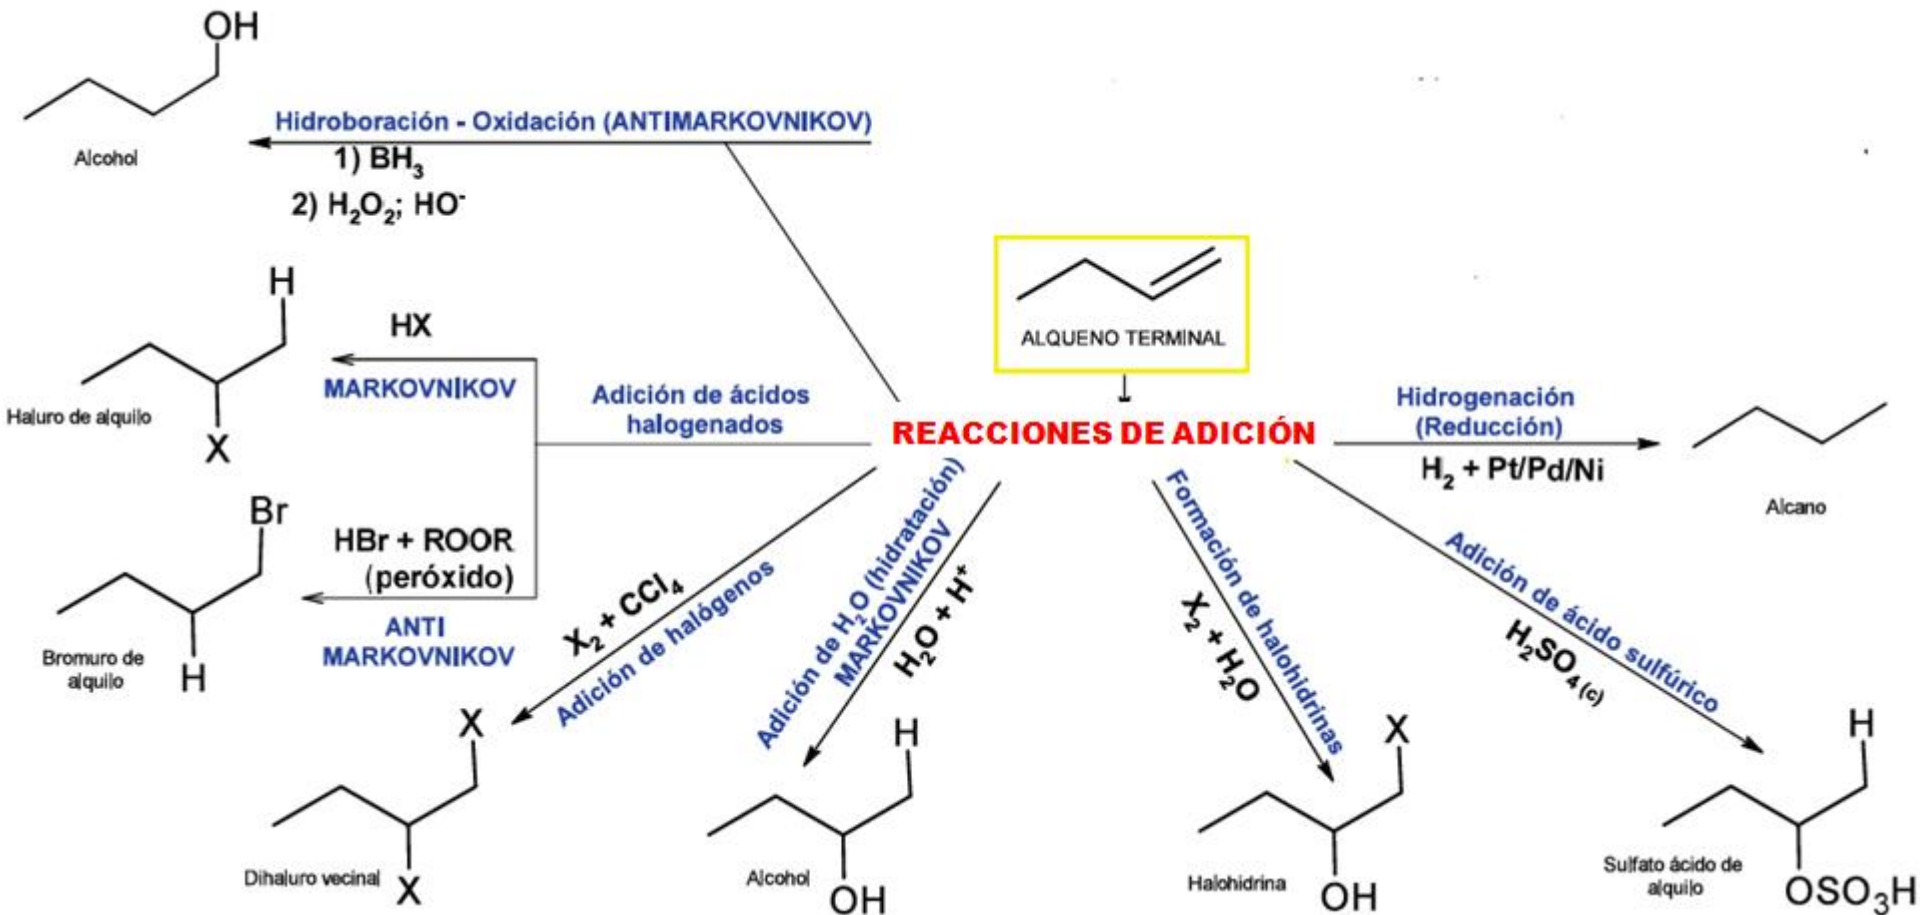 OH
Hidroboración - Oxidación (ANTIMARKOVNIKOV)
Alcohol
1) BH₃
2) H₂O₂; HO⁻
ALQUENO TERMINAL
H
HX
MARKOVNIKOV
Haluro de alquilo
X
Adición de ácidos
halogenados
REACCIONES DE ADICIÓN
Hidrogenación
(Reducción)
H₂ + Pt/Pd/Ni
Alcano
Br
HBr + ROOR
(peróxido)
ANTI
MARKOVNIKOV
Bromuro de
alquilo
H
X₂ + CCl₄
Adición de halógenos
Adición de H₂O (hidratación)
MARKOVNIKOV
H₂O + H⁺
Formación de halohidrinas
X₂ + H₂O
Adición de ácido sulfúrico
H₂SO₄ (c)
X
Dihaluro vecinal
X
H
Alcohol
OH
X
Halohidrina
OH
H
Sulfato ácido de
alquilo
OSO₃H